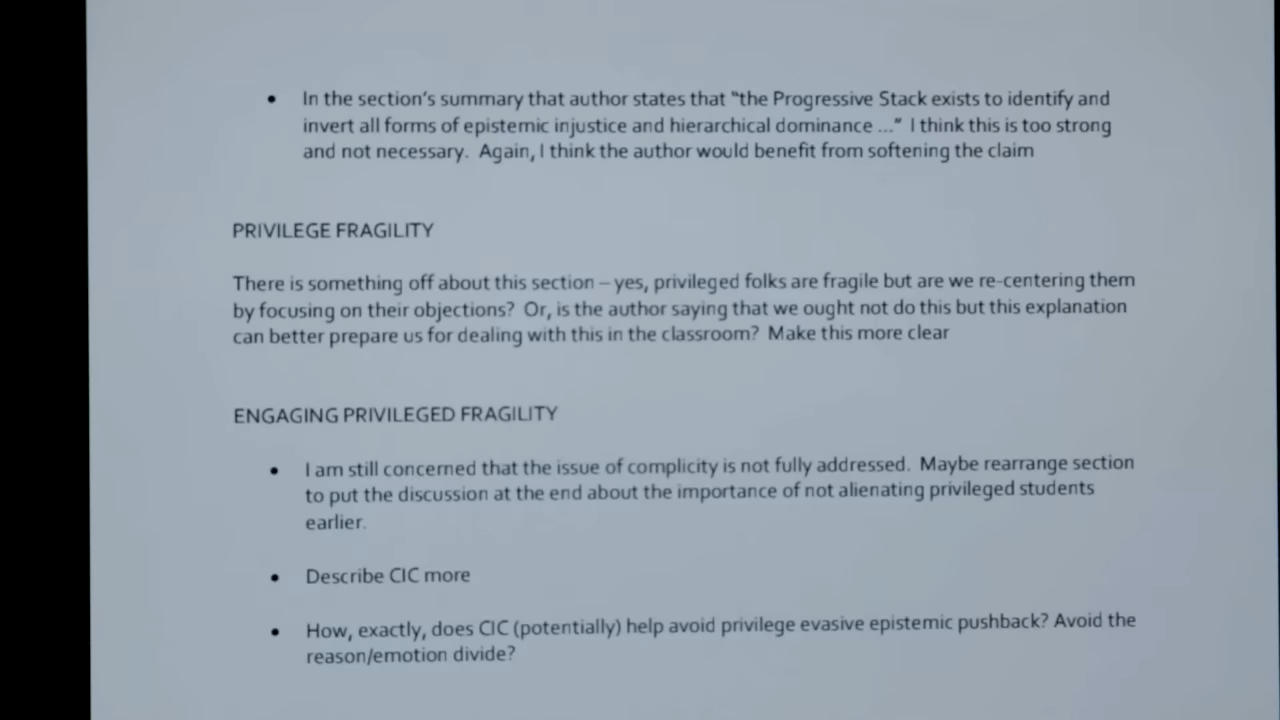 • In the section's summary that author states that "the Progressive Stack exists to identify and
invert all forms of epistemic injustice and hierarchical dominance ..." I think this is too strong
and not necessary. Again, I think the author would benefit from softening the claim
PRIVILEGE FRAGILITY
There is something off about this section – yes, privileged folks are fragile but are we re-centering them
by focusing on their objections? Or, is the author saying that we ought not do this but this explanation
can better prepare us for dealing with this in the classroom? Make this more clear
ENGAGING PRIVILEGED FRAGILITY
• I am still concerned that the issue of complicity is not fully addressed. Maybe rearrange section
to put the discussion at the end about the importance of not alienating privileged students
earlier.
• Describe CIC more
• How, exactly, does CIC (potentially) help avoid privilege evasive epistemic pushback? Avoid the
reason/emotion divide?